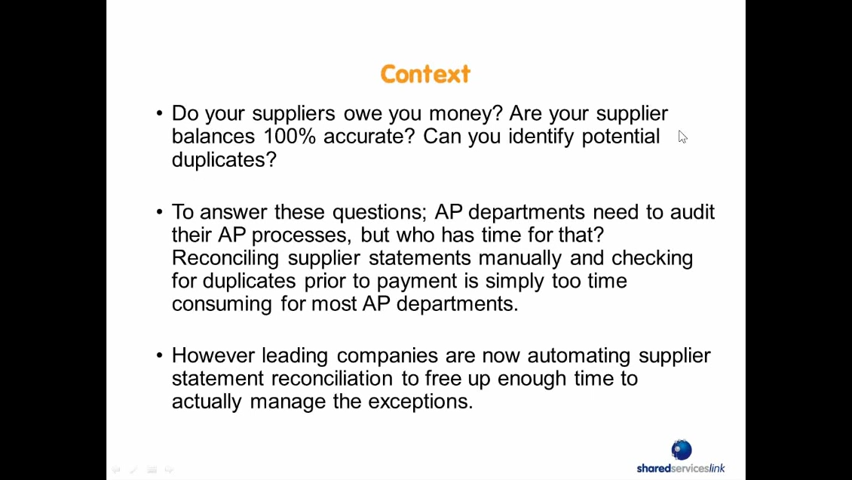 Context
• Do your suppliers owe you money? Are your supplier
balances 100% accurate? Can you identify potential
duplicates?
• To answer these questions; AP departments need to audit
their AP processes, but who has time for that?
Reconciling supplier statements manually and checking
for duplicates prior to payment is simply too time
consuming for most AP departments.
• However leading companies are now automating supplier
statement reconciliation to free up enough time to
actually manage the exceptions.
sharedserviceslink